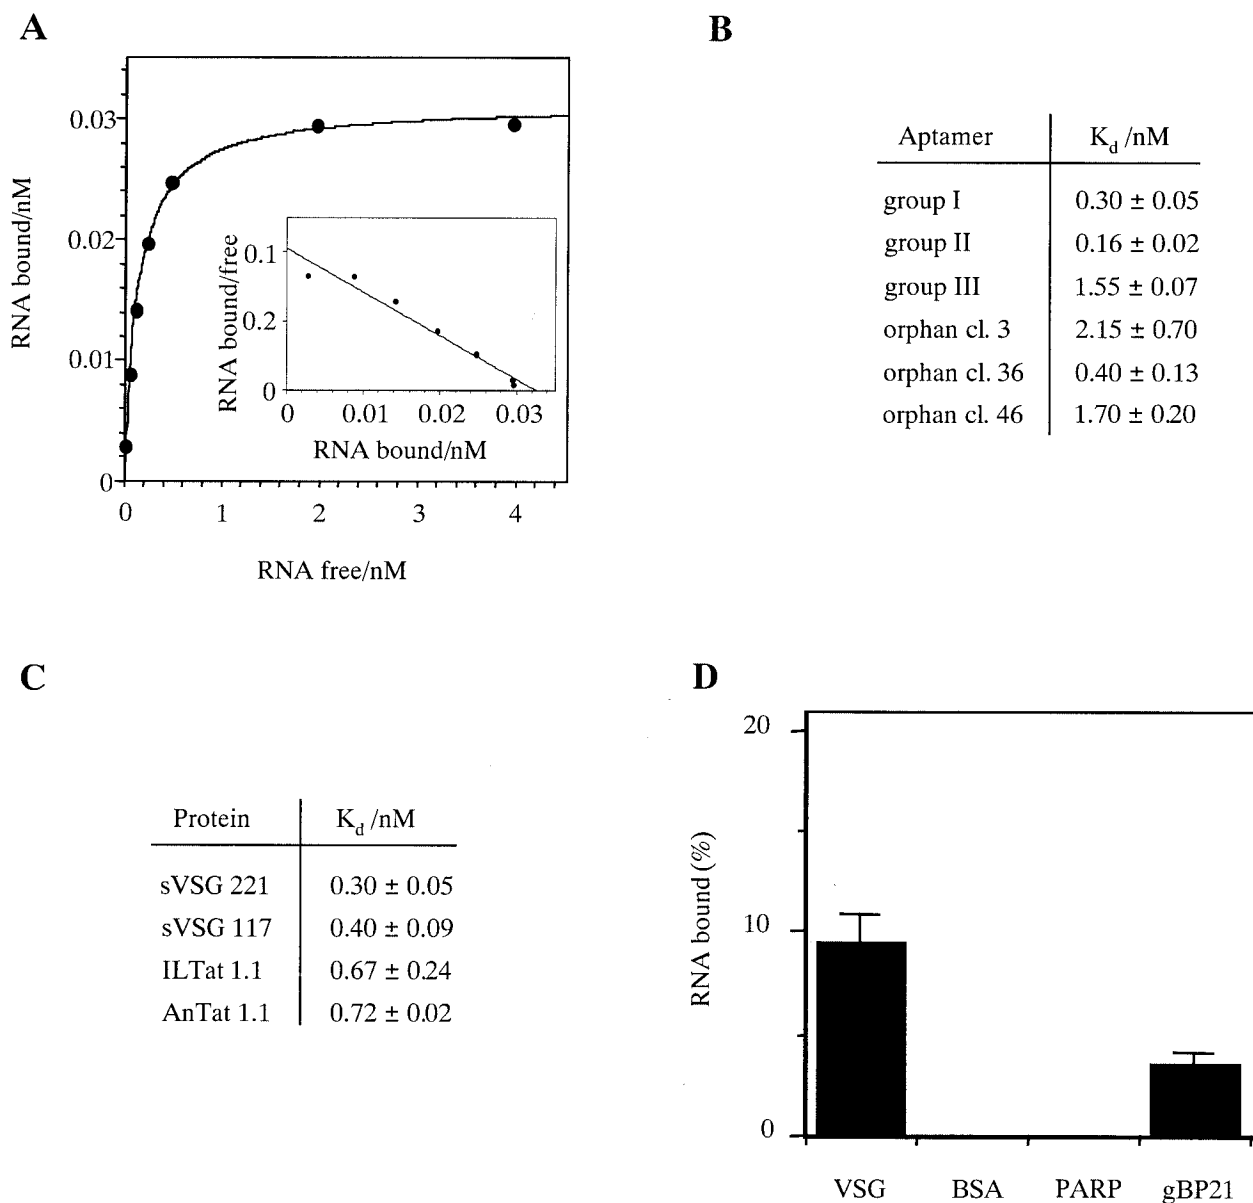 A
RNA bound/nM
0.03
0.02
0.01
0
0 1 2 3 4
RNA free/nM
RNA bound/free
0.1
0.2
0
0 0.01 0.02 0.03
RNA bound/nM
B
Aptamer Kd /nM
group I 0.30 ± 0.05
group II 0.16 ± 0.02
group III 1.55 ± 0.07
orphan cl. 3 2.15 ± 0.70
orphan cl. 36 0.40 ± 0.13
orphan cl. 46 1.70 ± 0.20
C
Protein Kd /nM
sVSG 221 0.30 ± 0.05
sVSG 117 0.40 ± 0.09
ILTat 1.1 0.67 ± 0.24
AnTat 1.1 0.72 ± 0.02
D
RNA bound (%)
20
10
0
VSG BSA PARP gBP21